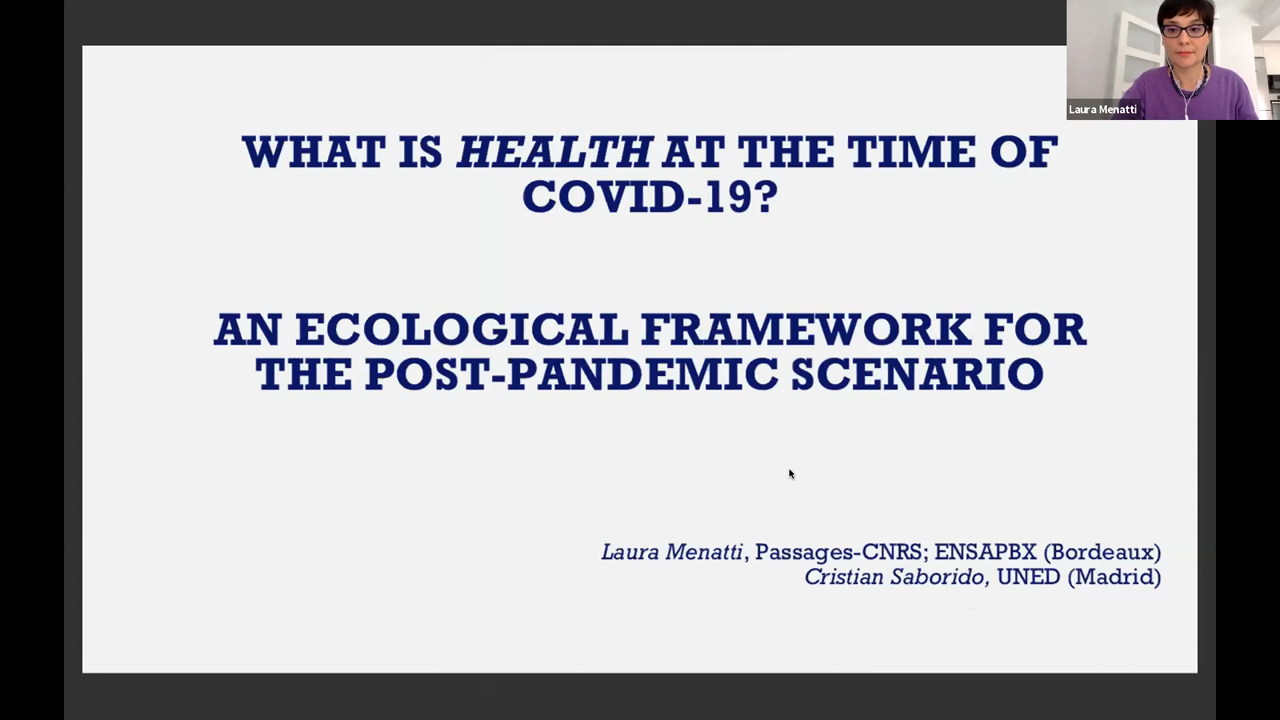 Laura Menatti
WHAT IS HEALTH AT THE TIME OF
COVID-19?
AN ECOLOGICAL FRAMEWORK FOR
THE POST-PANDEMIC SCENARIO
Laura Menatti, Passages-CNRS; ENSAPBX (Bordeaux)
Cristian Saborido, UNED (Madrid)